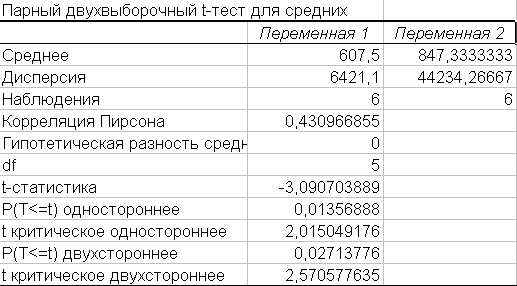 Парный двухвыборочный t-тест для средних
Переменная 1 Переменная 2
Среднее 607,5 847,3333333
Дисперсия 6421,1 44234,26667
Наблюдения 6 6
Корреляция Пирсона 0,430966855
Гипотетическая разность средн 0
df 5
t-статистика -3,090703889
P(T<=t) одностороннее 0,01356888
t критическое одностороннее 2,015049176
P(T<=t) двухстороннее 0,02713776
t критическое двухстороннее 2,570577635